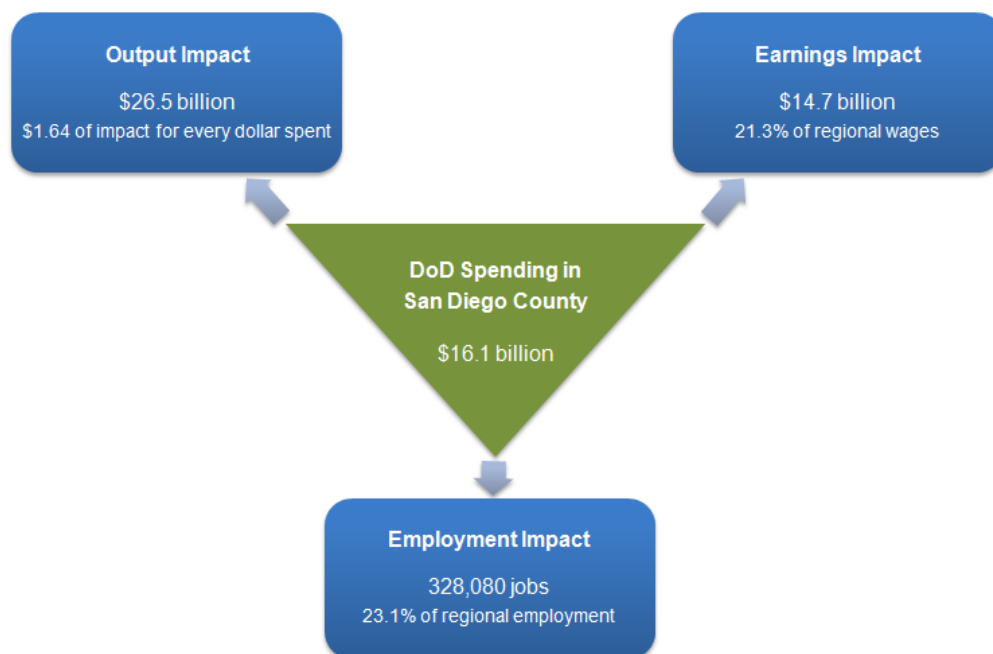 Output Impact
$26.5 billion
$1.64 of impact for every dollar spent
Earnings Impact
$14.7 billion
21.3% of regional wages
DoD Spending in
San Diego County
$16.1 billion
Employment Impact
328,080 jobs
23.1% of regional employment